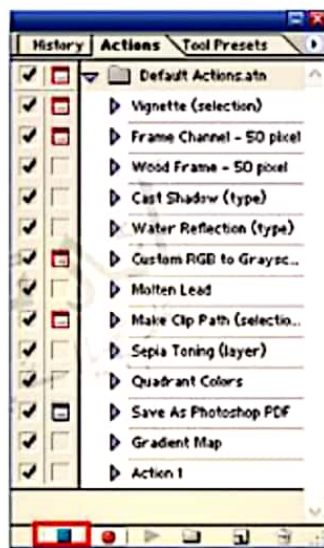 History Actions Tool Presets
Default Actions.atn
Vignette (selection)
Frame Channel - 50 pixel
Wood Frame - 50 pixel
Cast Shadow (type)
Water Reflection (type)
Custom RGB to Graysc...
Molten Lead
Make Clip Path (selectio...
Sepia Toning (layer)
Quadrant Colors
Save As Photoshop PDF
Gradient Map
Action 1